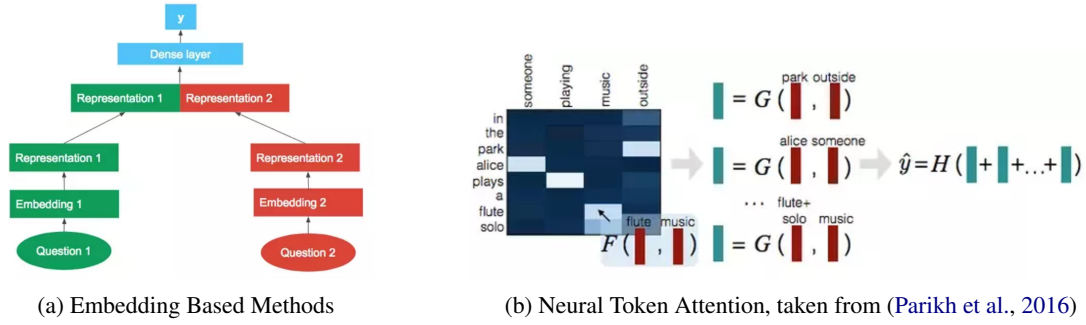 y
Dense layer
Representation 1 Representation 2
Representation 1 Representation 2
Embedding 1 Embedding 2
Question 1 Question 2
(a) Embedding Based Methods
someone playing music outside
in
the
park
alice
plays
a
flute
solo
F ( flute , music )
park outside
= G ( , )
alice someone
= G ( , )
... flute+
solo music
= G ( , )
ŷ = H ( + +...+ )
(b) Neural Token Attention, taken from (Parikh et al., 2016)